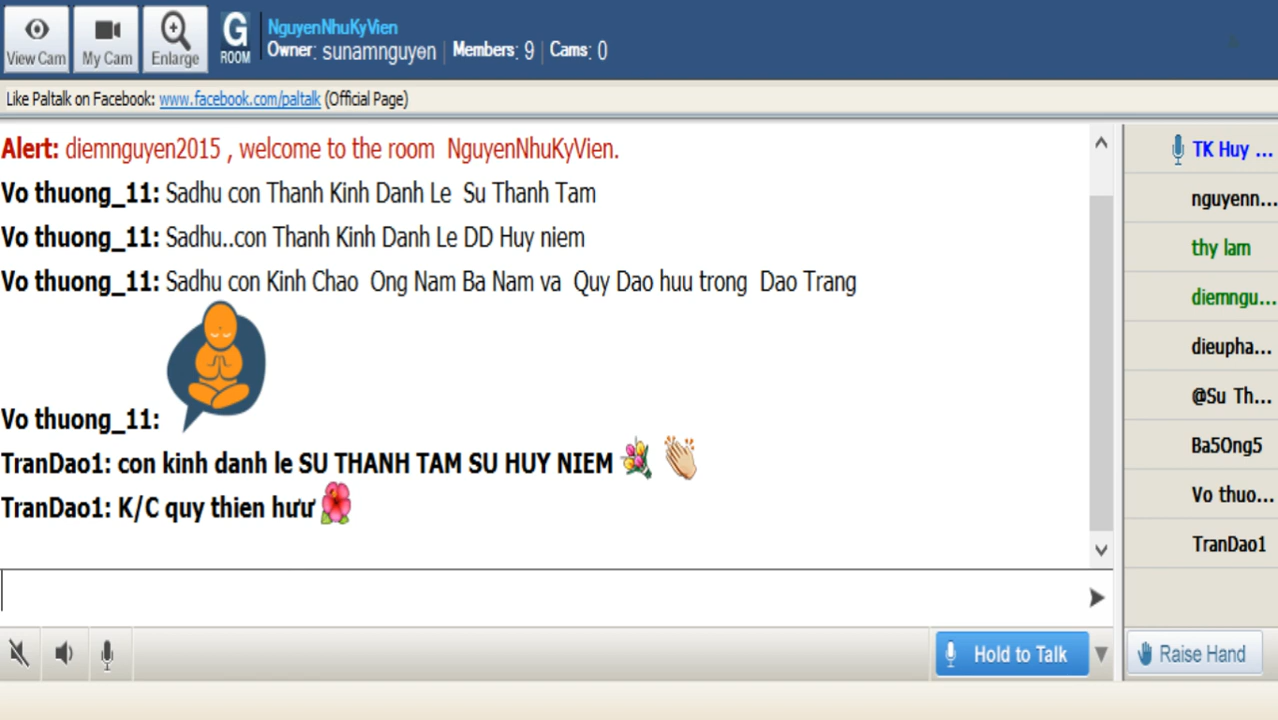 View Cam
My Cam
Enlarge
G
ROOM
NguyenNhuKyVien
Owner: sunamnguyen | Members: 9 | Cams: 0
Like Paltalk on Facebook: www.facebook.com/paltalk (Official Page)
Alert: diemnguyen2015 , welcome to the room NguyenNhuKyVien.
Vo thuong_11: Sadhu con Thanh Kinh Danh Le Su Thanh Tam
Vo thuong_11: Sadhu..con Thanh Kinh Danh Le DD Huy niem
Vo thuong_11: Sadhu con Kinh Chao Ong Nam Ba Nam va Quy Dao huu trong Dao Trang
Vo thuong_11:
TranDao1: con kinh danh le SU THANH TAM SU HUY NIEM
TranDao1: K/C quy thien hươ
TK Huy ...
nguyenn...
thy lam
diemngu...
dieupha...
@Su Th...
Ba5Ong5
Vo thuo...
TranDao1
Hold to Talk
Raise Hand